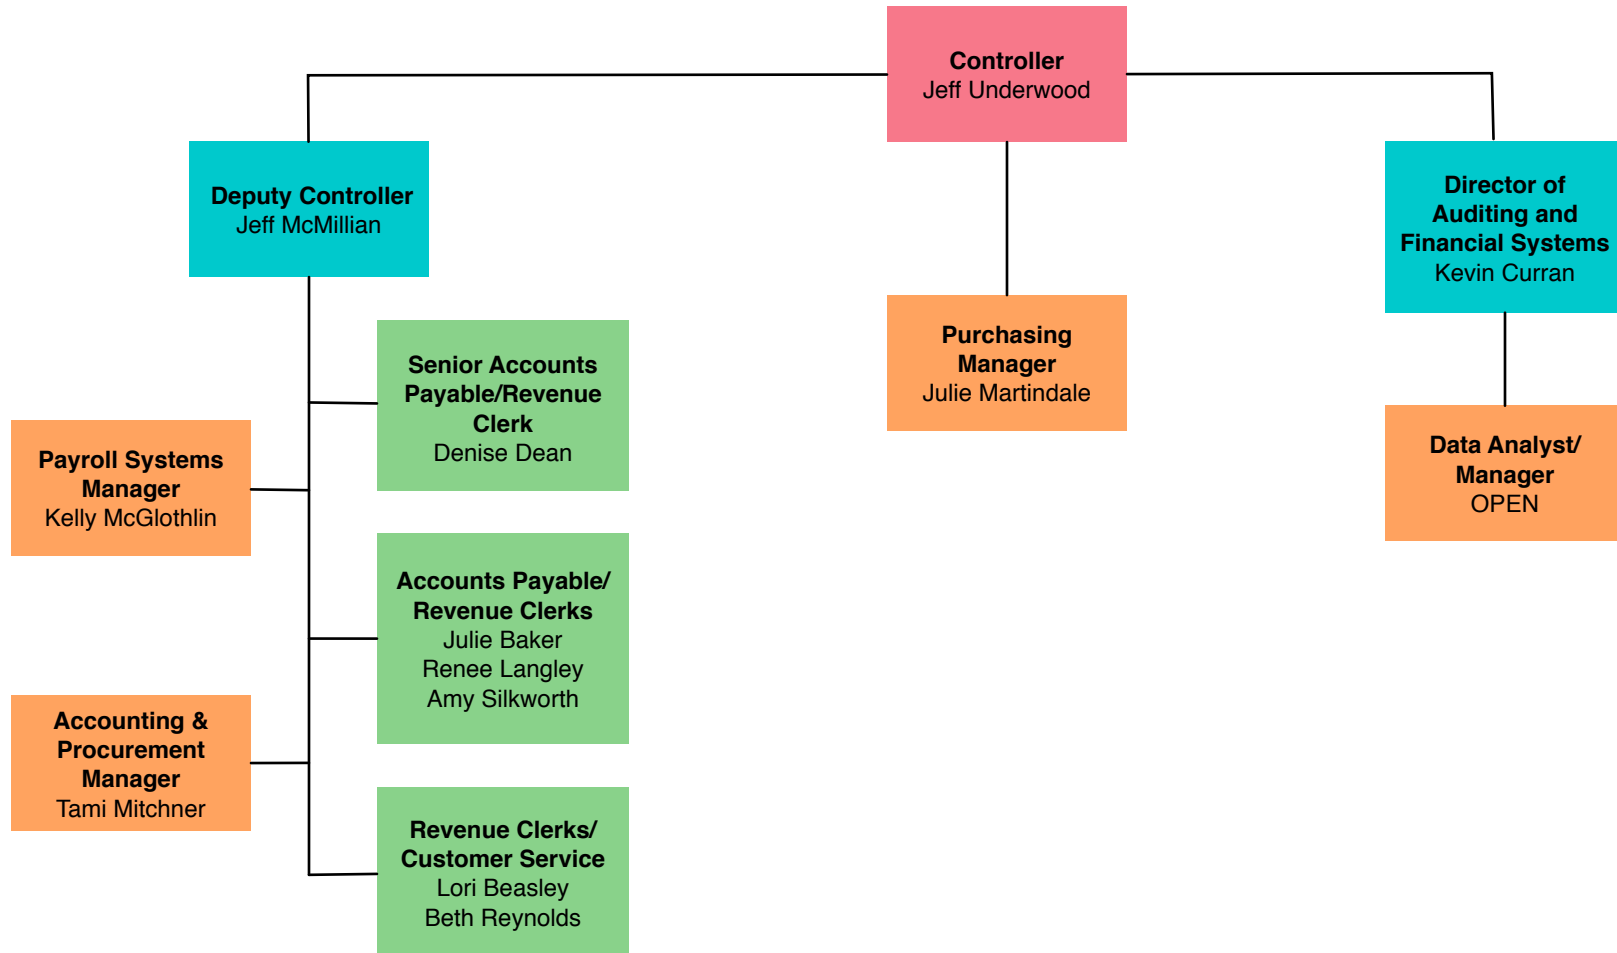 Controller
Jeff Underwood
Deputy Controller
Jeff McMillian
Director of
Auditing and
Financial Systems
Kevin Curran
Purchasing
Manager
Julie Martindale
Senior Accounts
Payable/Revenue
Clerk
Denise Dean
Data Analyst/
Manager
OPEN
Payroll Systems
Manager
Kelly McGlothlin
Accounts Payable/
Revenue Clerks
Julie Baker
Renee Langley
Amy Silkworth
Accounting &
Procurement
Manager
Tami Mitchner
Revenue Clerks/
Customer Service
Lori Beasley
Beth Reynolds